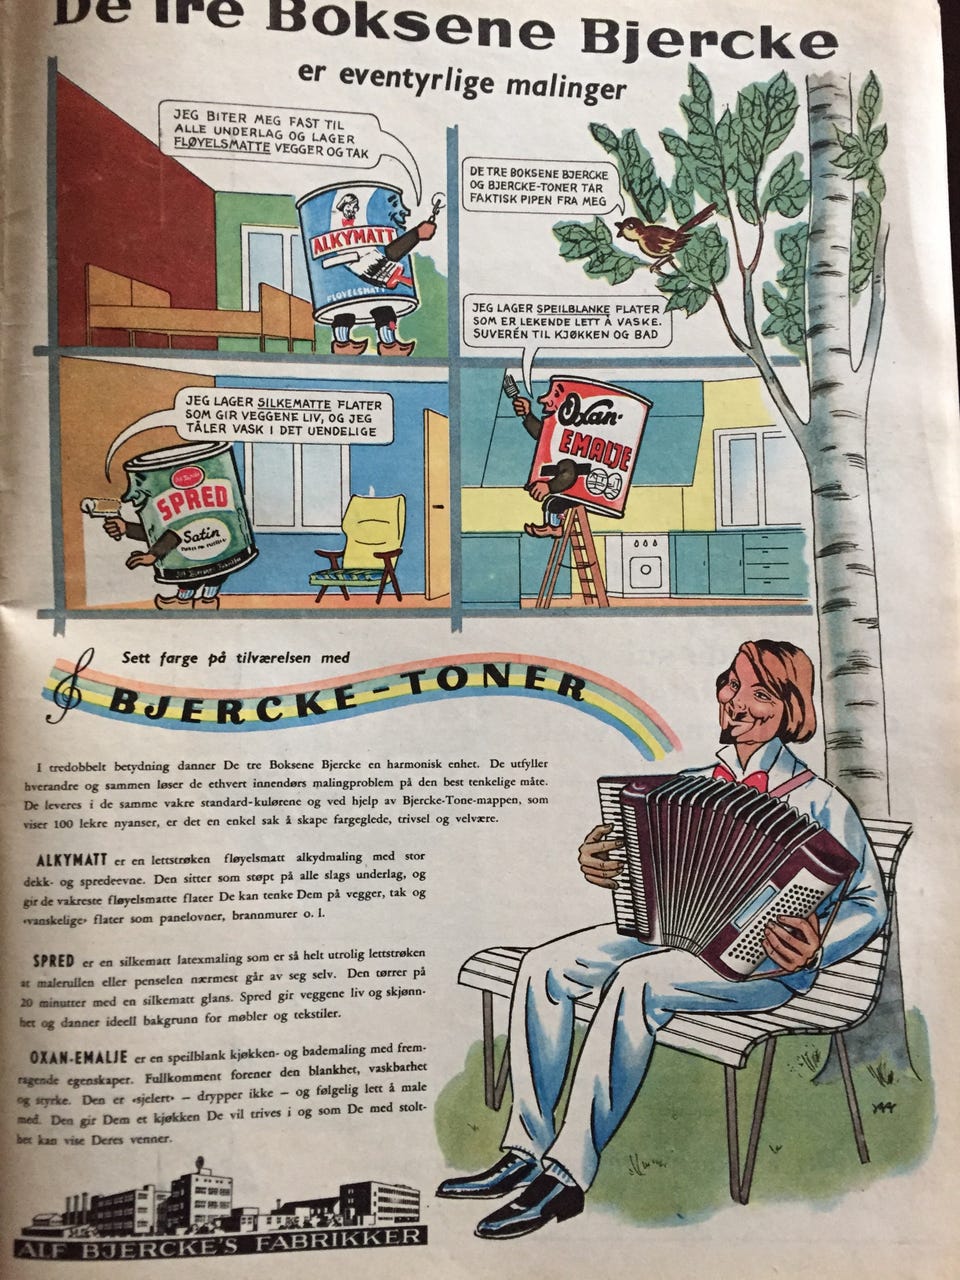 De tre Boksene Bjercke
er eventyrlige malinger
JEG BITER MEG FAST TIL
ALLE UNDERLAG OG LAGER
FLØYELSMATTE VEGGER OG TAK
ALKYMATT
FLØYELSMATT
DE TRE BOKSENE BJERCKE
OG BJERCKE-TONER TAR
FAKTISK PIPEN FRA MEG
JEG LAGER SPEILBLANKE FLATER
SOM ER LEKENDE LETT Å VASKE.
SUVERÉN TIL KJØKKEN OG BAD
Oxan-
EMALJE
JEG LAGER SILKEMATTE FLATER
SOM GIR VEGGENE LIV, OG JEG
TÅLER VASK I DET UENDELIGE
SPRED
Satin
Sett farge på tilværelsen med
BJERCKE-TONER
I tredobbelt betydning danner De tre Boksene Bjercke en harmonisk enhet. De utfyller
hverandre og sammen løser de ethvert innendørs malingproblem på den best tenkelige måte.
De leveres i de samme vakre standard-kulørene og ved hjelp av Bjercke-Tone-mappen, som
viser 100 lekre nyanser, er det en enkel sak å skape fargeglede, trivsel og velvære.
ALKYMATT er en lettstrøken fløyelsmatt alkydmaling med stor
dekk- og spredeevne. Den sitter som støpt på alle slags underlag, og
gir de vakreste fløyelsmatte flater De kan tenke Dem på vegger, tak og
«vanskelige» flater som panelovner, brannmurer o. l.
SPRED er en silkematt latexmaling som er så helt utrolig lettstrøken
at malerullen eller penselen nærmest går av seg selv. Den tørrer på
20 minutter med en silkematt glans. Spred gir veggene liv og skjønn-
het og danner ideell bakgrunn for møbler og tekstiler.
OXAN-EMALJE er en speilblank kjøkken- og bademaling med frem-
ragende egenskaper. Fullkomment forener den blankhet, vaskbarhet
og styrke. Den er «sjelert» – drypper ikke – og følgelig lett å male
med. Den gir Dem et kjøkken De vil trives i og som De med stolt-
het kan vise Deres venner.
ALF BJERCKE'S FABRIKKER